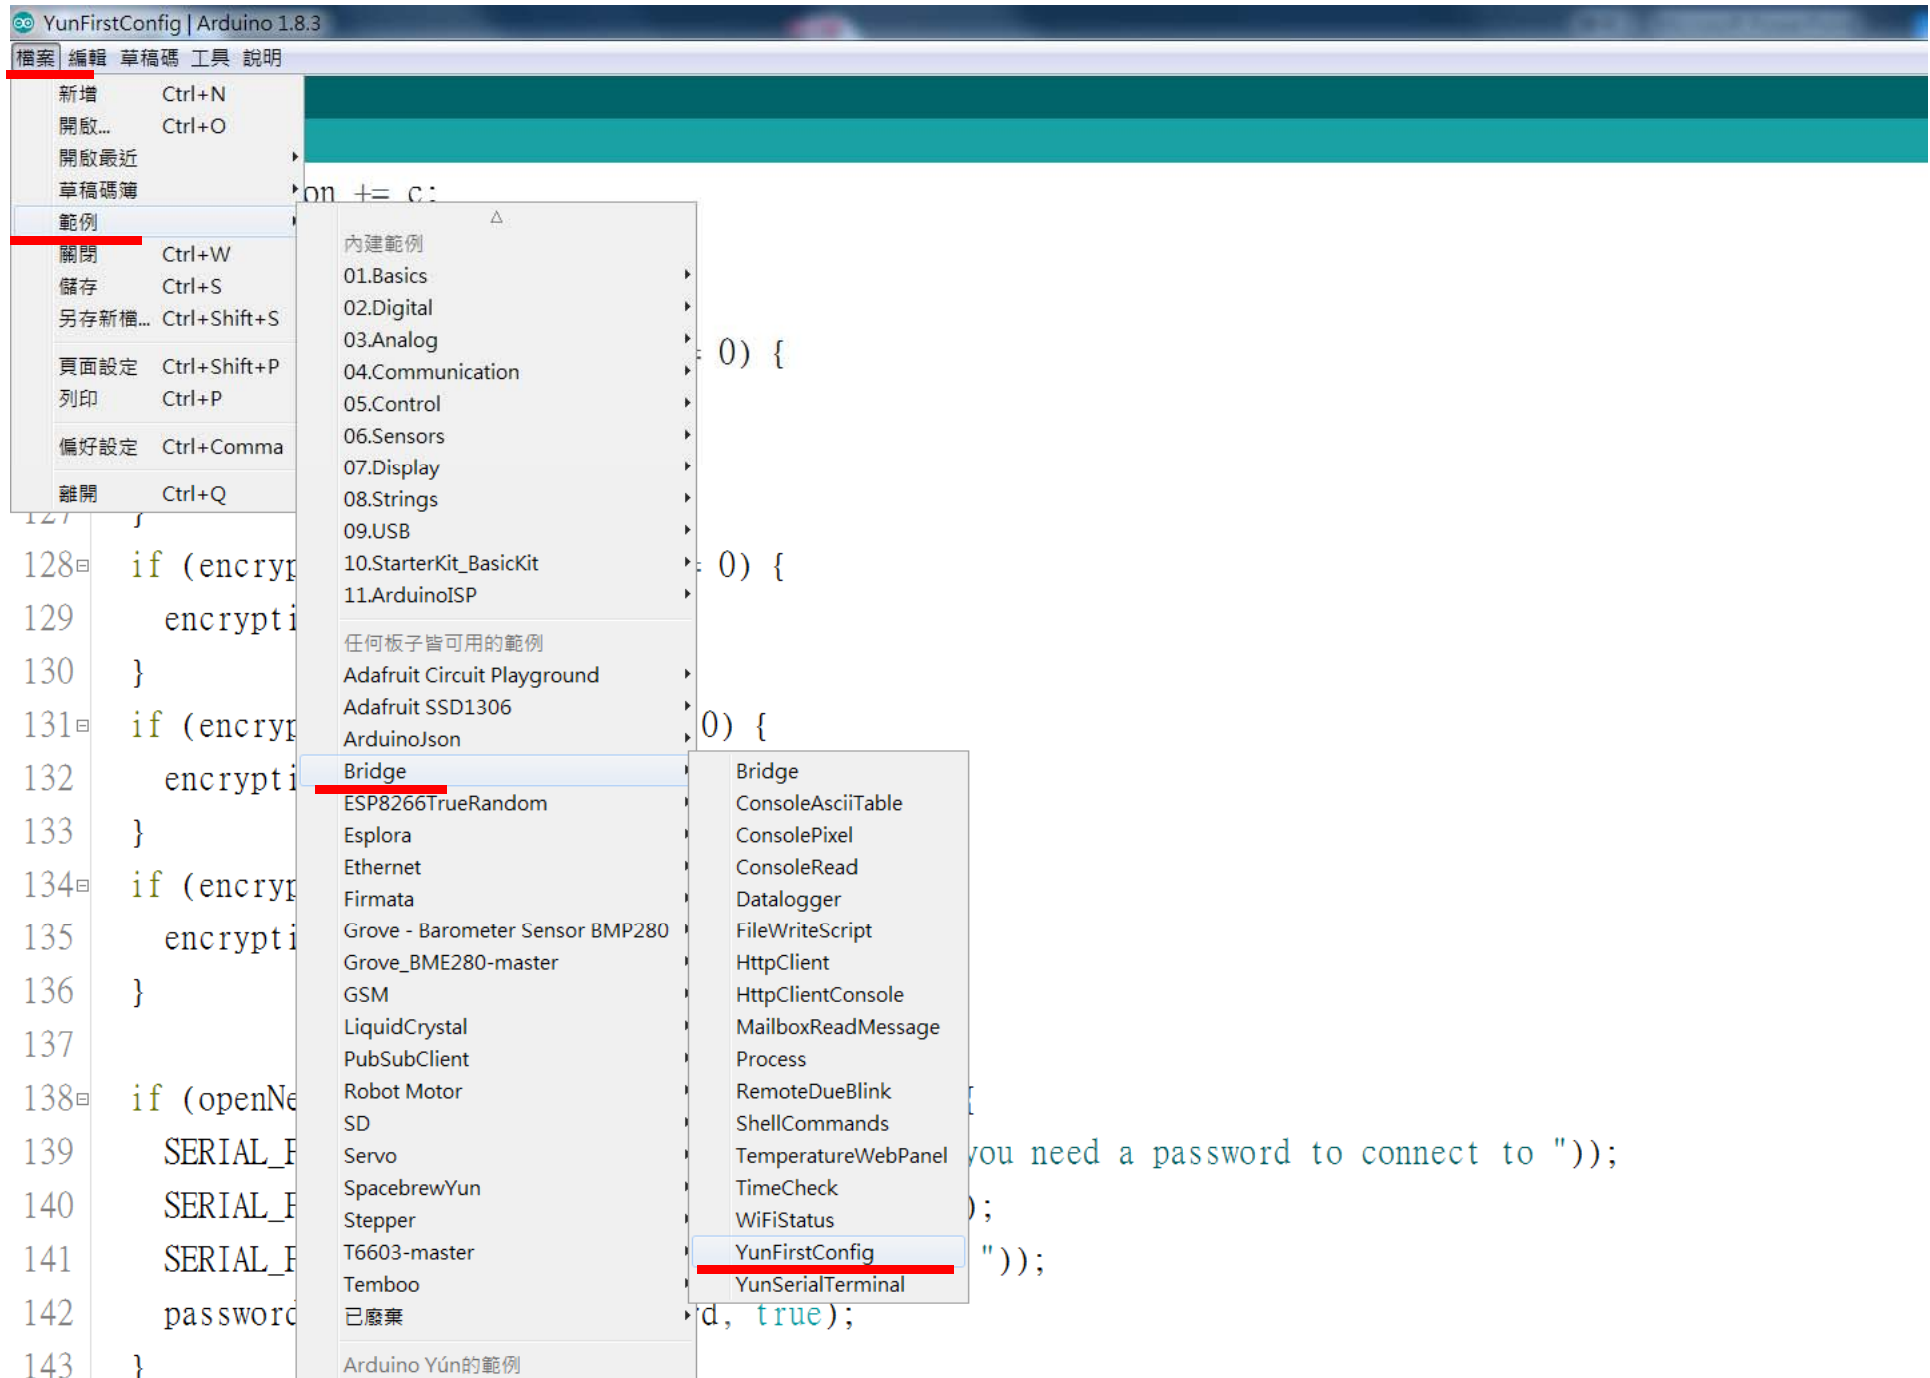 YunFirstConfig | Arduino 1.8.3
檔案 編輯 草稿碼 工具 說明
新增 Ctrl+N
開啟... Ctrl+O
開啟最近
草稿碼簿
範例
關閉 Ctrl+W
儲存 Ctrl+S
另存新檔... Ctrl+Shift+S
頁面設定 Ctrl+Shift+P
列印 Ctrl+P
偏好設定 Ctrl+Comma
離開 Ctrl+Q
內建範例
01.Basics
02.Digital
03.Analog
04.Communication
05.Control
06.Sensors
07.Display
08.Strings
09.USB
10.StarterKit_BasicKit
11.ArduinoISP
任何板子皆可用的範例
Adafruit Circuit Playground
Adafruit SSD1306
ArduinoJson
Bridge
ESP8266TrueRandom
Esplora
Ethernet
Firmata
Grove - Barometer Sensor BMP280
Grove_BME280-master
GSM
LiquidCrystal
PubSubClient
Robot Motor
SD
Servo
SpacebrewYun
Stepper
T6603-master
Temboo
已廢棄
Arduino Yún的範例
Bridge
ConsoleAsciiTable
ConsolePixel
ConsoleRead
Datalogger
FileWriteScript
HttpClient
HttpClientConsole
MailboxReadMessage
Process
RemoteDueBlink
ShellCommands
TemperatureWebPanel
TimeCheck
WiFiStatus
YunFirstConfig
YunSerialTerminal
on += c;
= 0) {
127 }
128 if (encryp = 0) {
129 encrypti
130 }
131 if (encryp 0) {
132 encrypti
133 }
134 if (encryp
135 encrypti
136 }
137
138 if (openNe {
139 SERIAL_P you need a password to connect to "));
140 SERIAL_P );
141 SERIAL_P "));
142 password d, true);
143 }